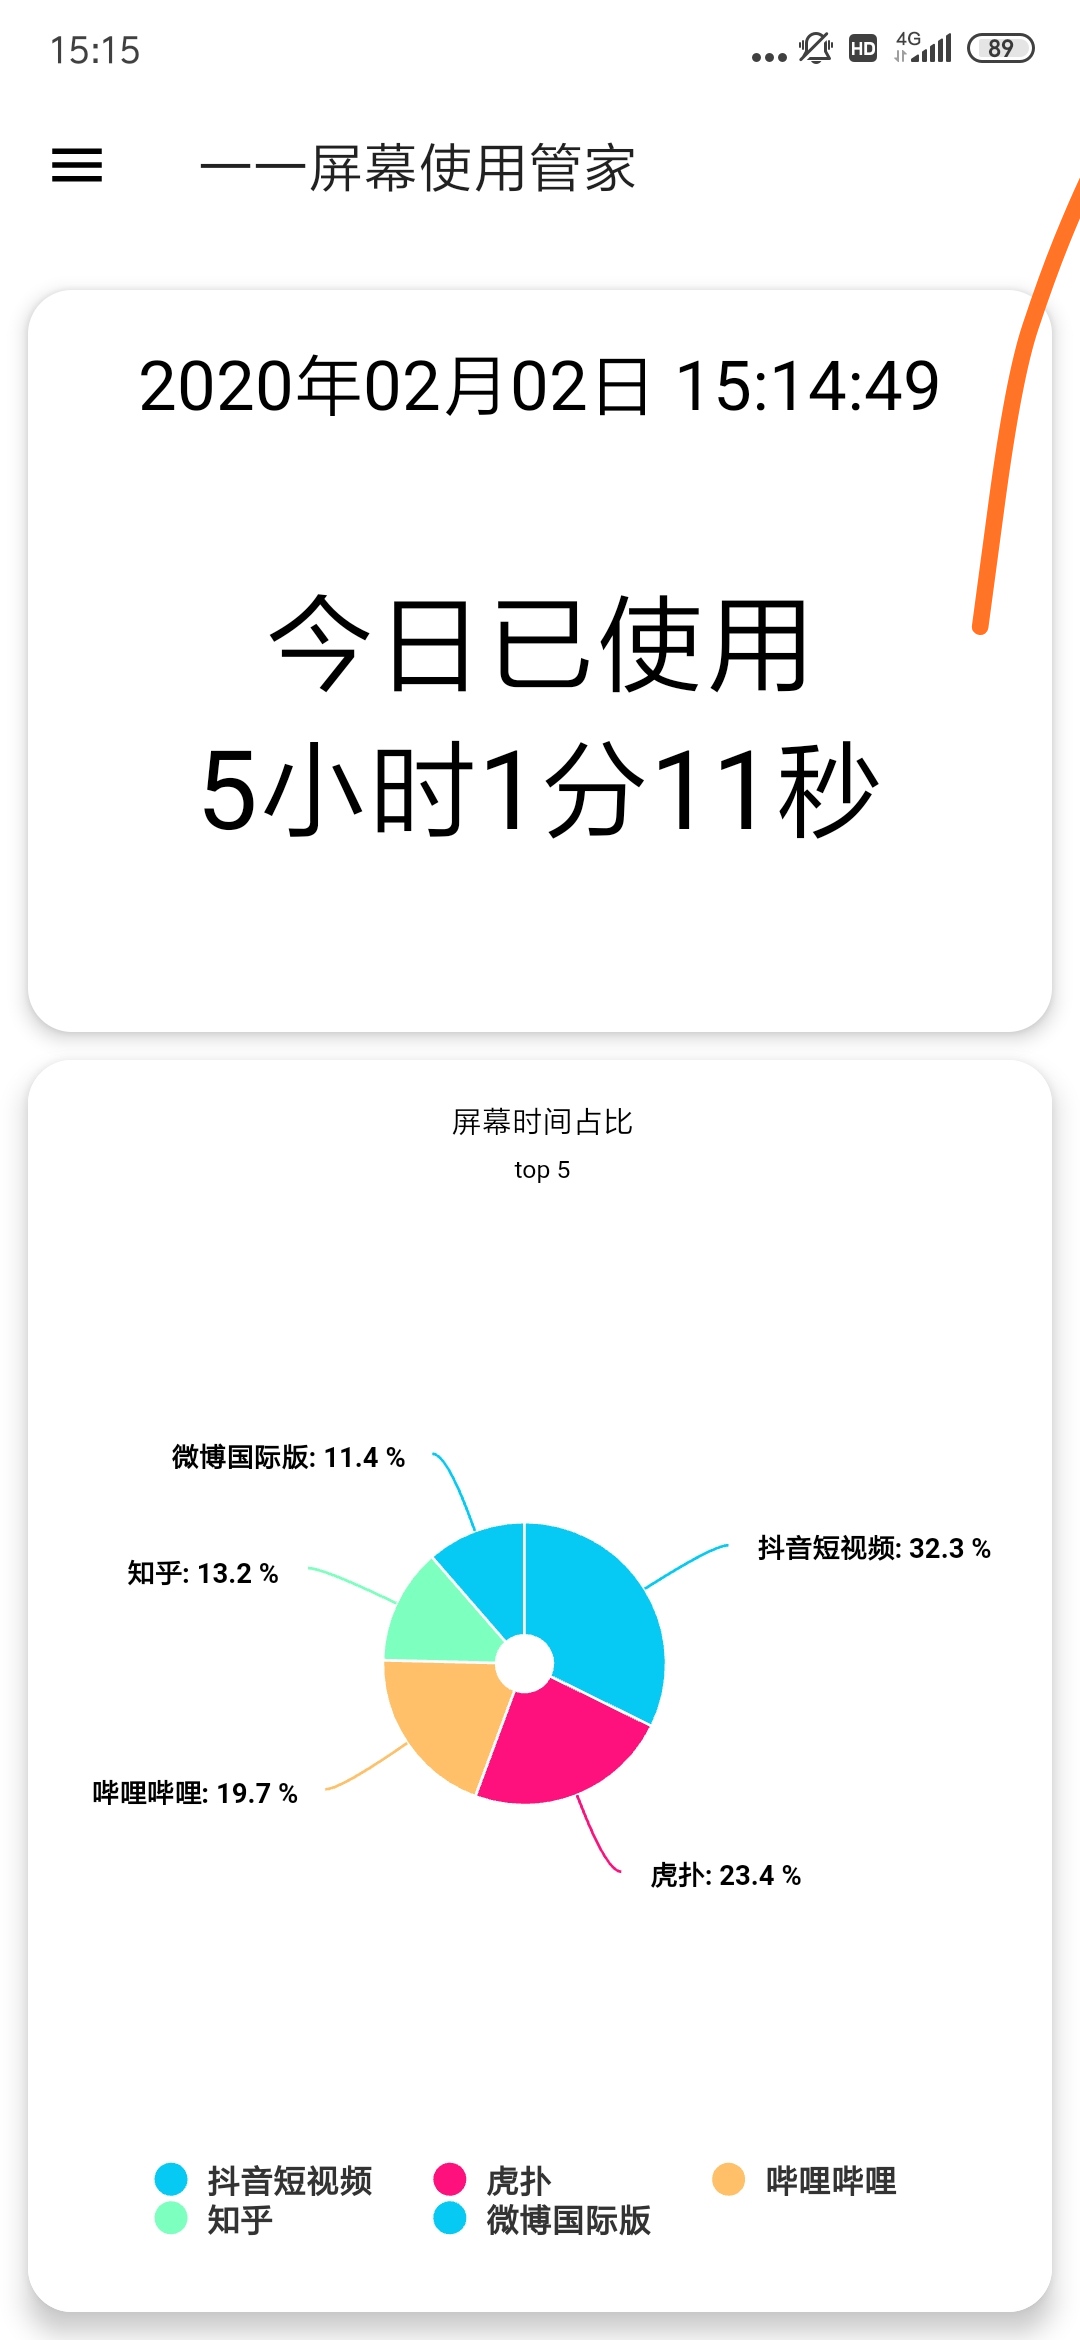 15:15
HD
4G
89
一一屏幕使用管家
2020年02月02日 15:14:49
今日已使用
5小时1分11秒
屏幕时间占比
top 5
微博国际版: 11.4 %
抖音短视频: 32.3 %
知乎: 13.2 %
哔哩哔哩: 19.7 %
虎扑: 23.4 %
抖音短视频 虎扑 哔哩哔哩
知乎 微博国际版